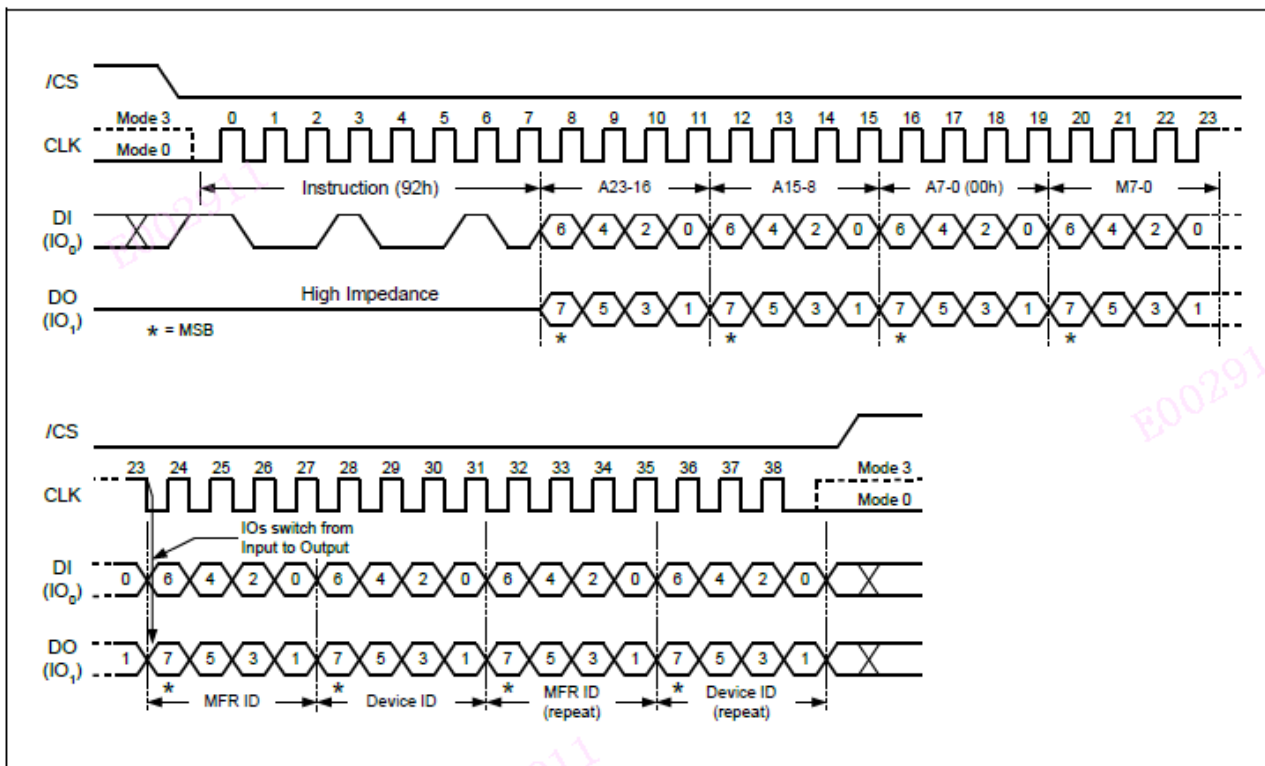 /CS
Mode 3
0 1 2 3 4 5 6 7 8 9 10 11 12 13 14 15 16 17 18 19 20 21 22 23
CLK
Mode 0
Instruction (92h) A23-16 A15-8 A7-0 (00h) M7-0
DI
(IO0)
6 4 2 0 6 4 2 0 6 4 2 0 6 4 2 0
High Impedance
DO
(IO1)
7 5 3 1 7 5 3 1 7 5 3 1 7 5 3 1
* = MSB
* * * *
E002911
E00291
/CS
23 24 25 26 27 28 29 30 31 32 33 34 35 36 37 38
Mode 3
CLK
Mode 0
IOs switch from
Input to Output
DI
(IO0)
0 6 4 2 0 6 4 2 0 6 4 2 0 6 4 2 0
DO
(IO1)
1 7 5 3 1 7 5 3 1 7 5 3 1 7 5 3 1
* * * *
MFR ID Device ID MFR ID
(repeat)
Device ID
(repeat)